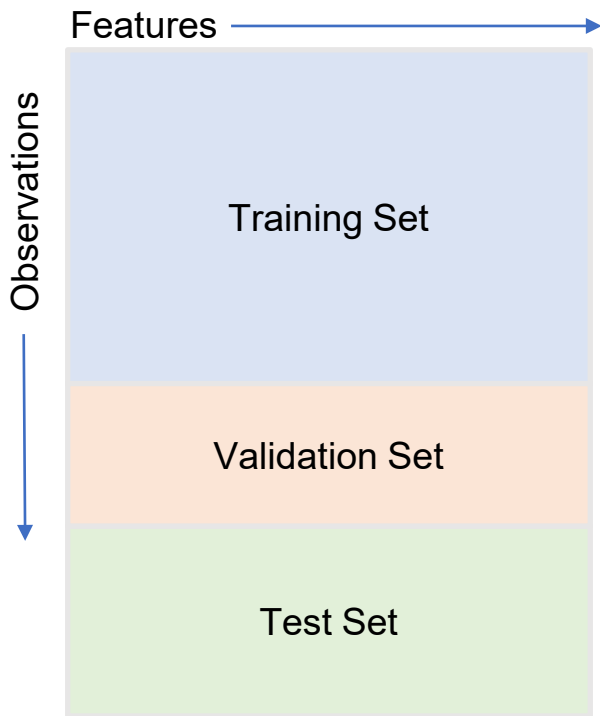 Features
Observations
Training Set
Validation Set
Test Set